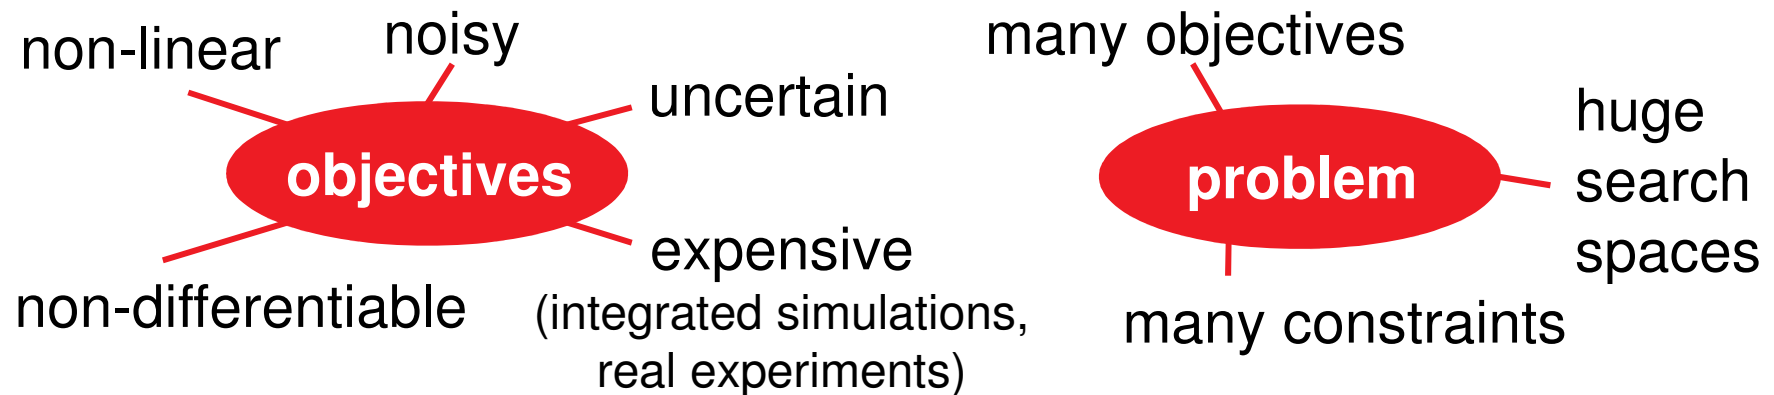 non-linear
noisy
uncertain
objectives
non-differentiable
expensive
(integrated simulations,
real experiments)
many objectives
problem
huge
search
spaces
many constraints